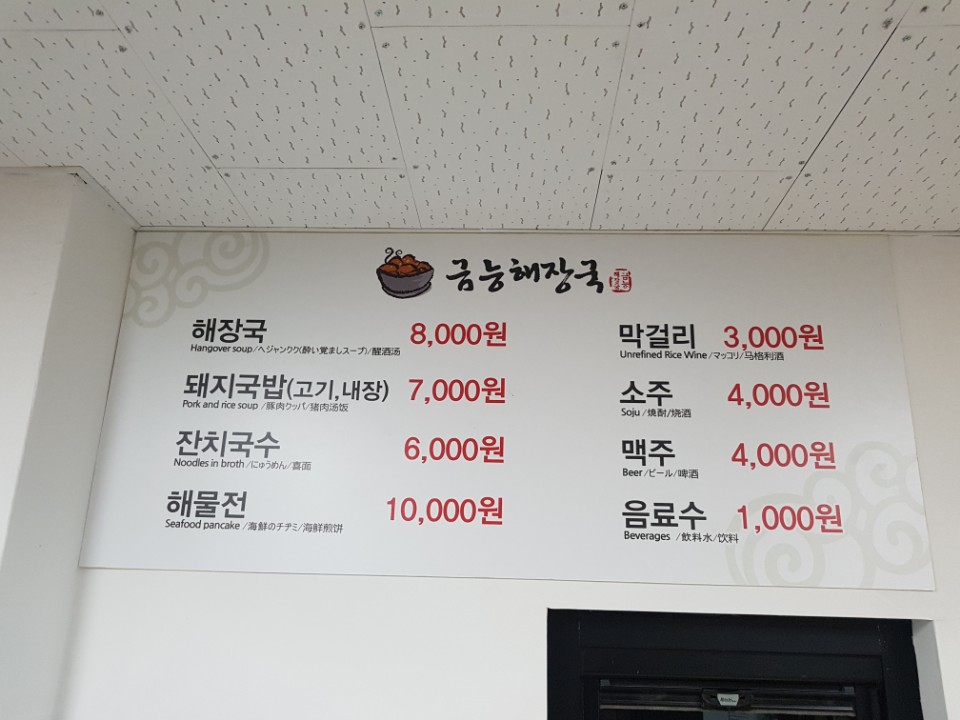 금능해장국
해장국 8,000원
Hangover soup/ヘジャンクク(酔い覚ましスープ)/醒酒汤
돼지국밥(고기,내장) 7,000원
Pork and rice soup /豚肉クッパ/猪肉汤饭
잔치국수 6,000원
Noodles in broth/にゅうめん/喜面
해물전 10,000원
Seafood pancake /海鮮のチヂミ/海鲜煎饼
막걸리 3,000원
Unrefined Rice Wine/マッコリ/马格利酒
소주 4,000원
Soju /焼酎/烧酒
맥주 4,000원
Beer/ビール/啤酒
음료수 1,000원
Beverages /飲料水/饮料